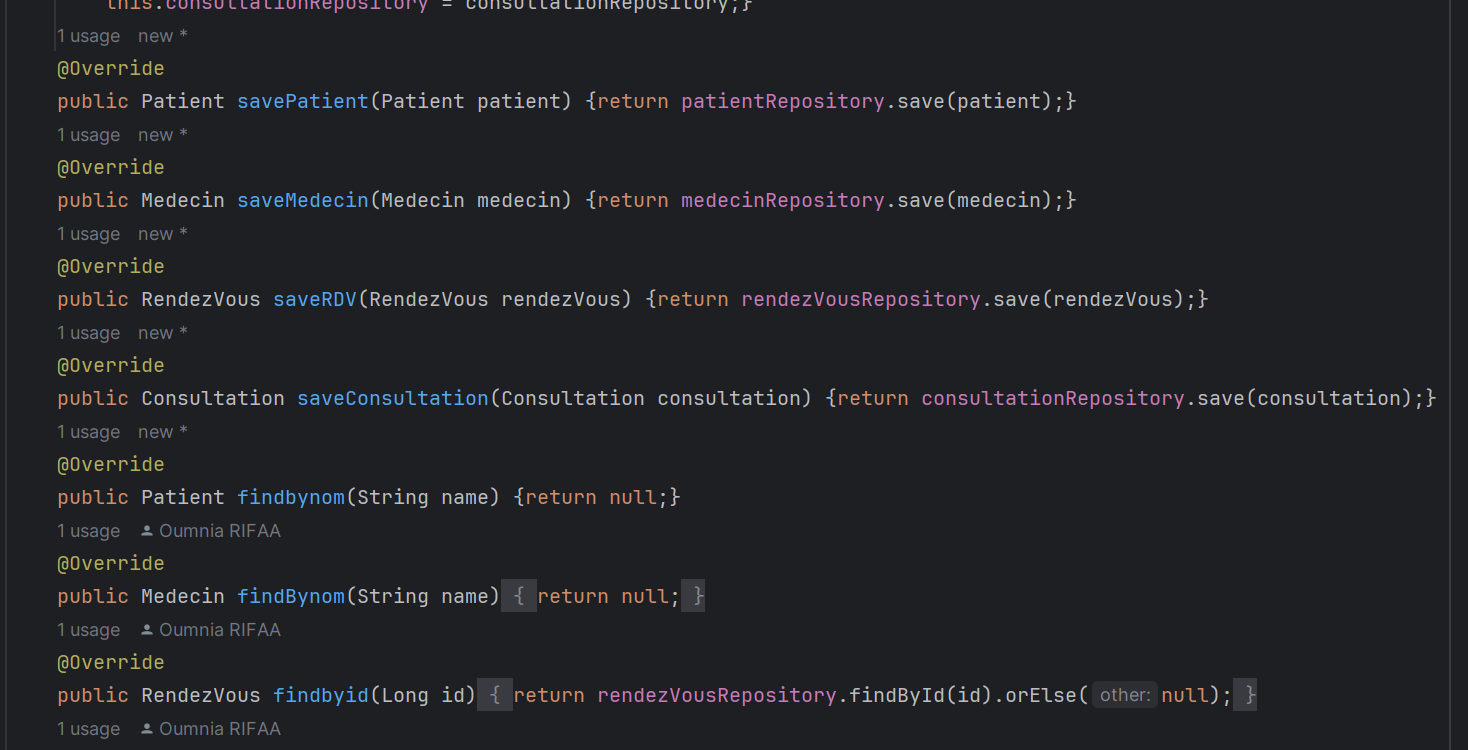 this.consultationRepository = consultationRepository;}
1 usage new *
@Override
public Patient savePatient(Patient patient) {return patientRepository.save(patient);}
1 usage new *
@Override
public Medecin saveMedecin(Medecin medecin) {return medecinRepository.save(medecin);}
1 usage new *
@Override
public RendezVous saveRDV(RendezVous rendezVous) {return rendezVousRepository.save(rendezVous);}
1 usage new *
@Override
public Consultation saveConsultation(Consultation consultation) {return consultationRepository.save(consultation);}
1 usage new *
@Override
public Patient findbynom(String name) {return null;}
1 usage Oumnia RIFAA
@Override
public Medecin findBynom(String name) { return null; }
1 usage Oumnia RIFAA
@Override
public RendezVous findbyid(Long id) { return rendezVousRepository.findById(id).orElse( other: null); }
1 usage Oumnia RIFAA